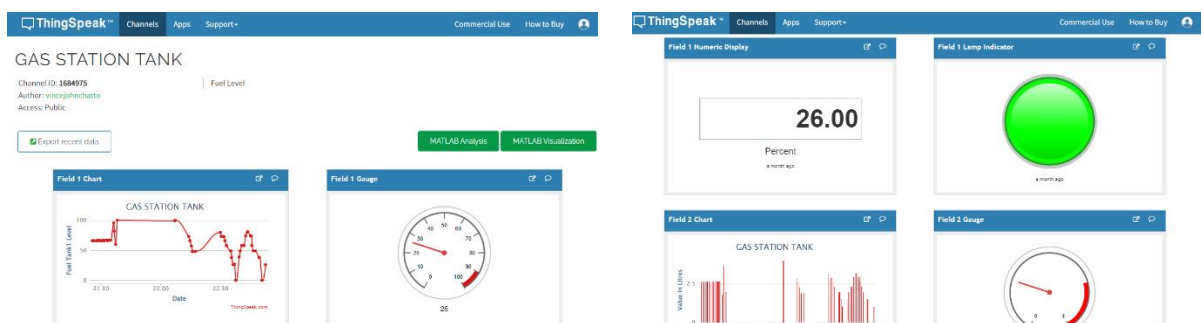 ThingSpeak™ Channels Apps Support Commercial Use How to Buy
GAS STATION TANK
Channel ID: 1684975
Author: vincejohnchatto
Access: Public
Fuel Level
Export recent data
MATLAB Analysis
MATLAB Visualization
Field 1 Chart
GAS STATION TANK
Fuel Tank1 Level
100
50
0
21:30 22:00 22:30
Date
ThingSpeak.com
Field 1 Gauge
0 10 20 30 40 50 60 70 80 90 100
26
ThingSpeak™ Channels Apps Support Commercial Use How to Buy
Field 1 Numeric Display
26.00
Percent
a month ago
Field 1 Lamp Indicator
a month ago
Field 2 Chart
GAS STATION TANK
Value in Litres
2.5
0
Field 2 Gauge
0